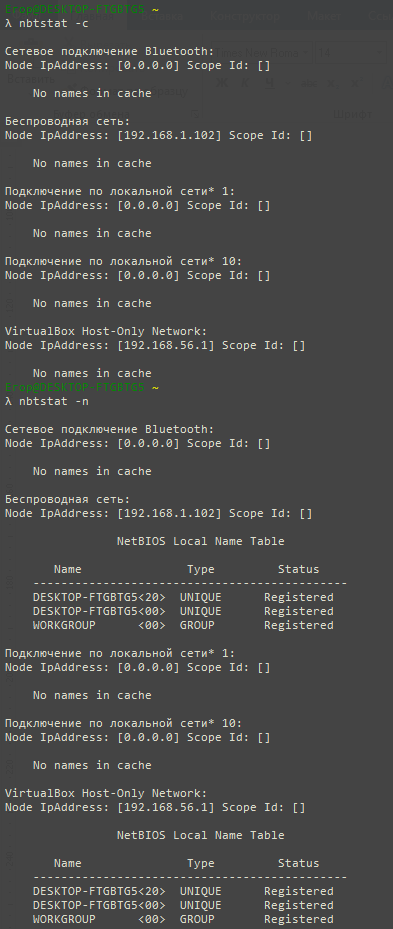 Егор@DESKTOP-FTGBTG5 ~
λ nbtstat -c
Сетевое подключение Bluetooth:
Node IpAddress: [0.0.0.0] Scope Id: []
No names in cache
Беспроводная сеть:
Node IpAddress: [192.168.1.102] Scope Id: []
No names in cache
Подключение по локальной сети* 1:
Node IpAddress: [0.0.0.0] Scope Id: []
No names in cache
Подключение по локальной сети* 10:
Node IpAddress: [0.0.0.0] Scope Id: []
No names in cache
VirtualBox Host-Only Network:
Node IpAddress: [192.168.56.1] Scope Id: []
No names in cache
Егор@DESKTOP-FTGBTG5 ~
λ nbtstat -n
Сетевое подключение Bluetooth:
Node IpAddress: [0.0.0.0] Scope Id: []
No names in cache
Беспроводная сеть:
Node IpAddress: [192.168.1.102] Scope Id: []
NetBIOS Local Name Table
Name Type Status
---------------------------------------------
DESKTOP-FTGBTG5<20> UNIQUE Registered
DESKTOP-FTGBTG5<00> UNIQUE Registered
WORKGROUP <00> GROUP Registered
Подключение по локальной сети* 1:
Node IpAddress: [0.0.0.0] Scope Id: []
No names in cache
Подключение по локальной сети* 10:
Node IpAddress: [0.0.0.0] Scope Id: []
No names in cache
VirtualBox Host-Only Network:
Node IpAddress: [192.168.56.1] Scope Id: []
NetBIOS Local Name Table
Name Type Status
---------------------------------------------
DESKTOP-FTGBTG5<20> UNIQUE Registered
DESKTOP-FTGBTG5<00> UNIQUE Registered
WORKGROUP <00> GROUP Registered